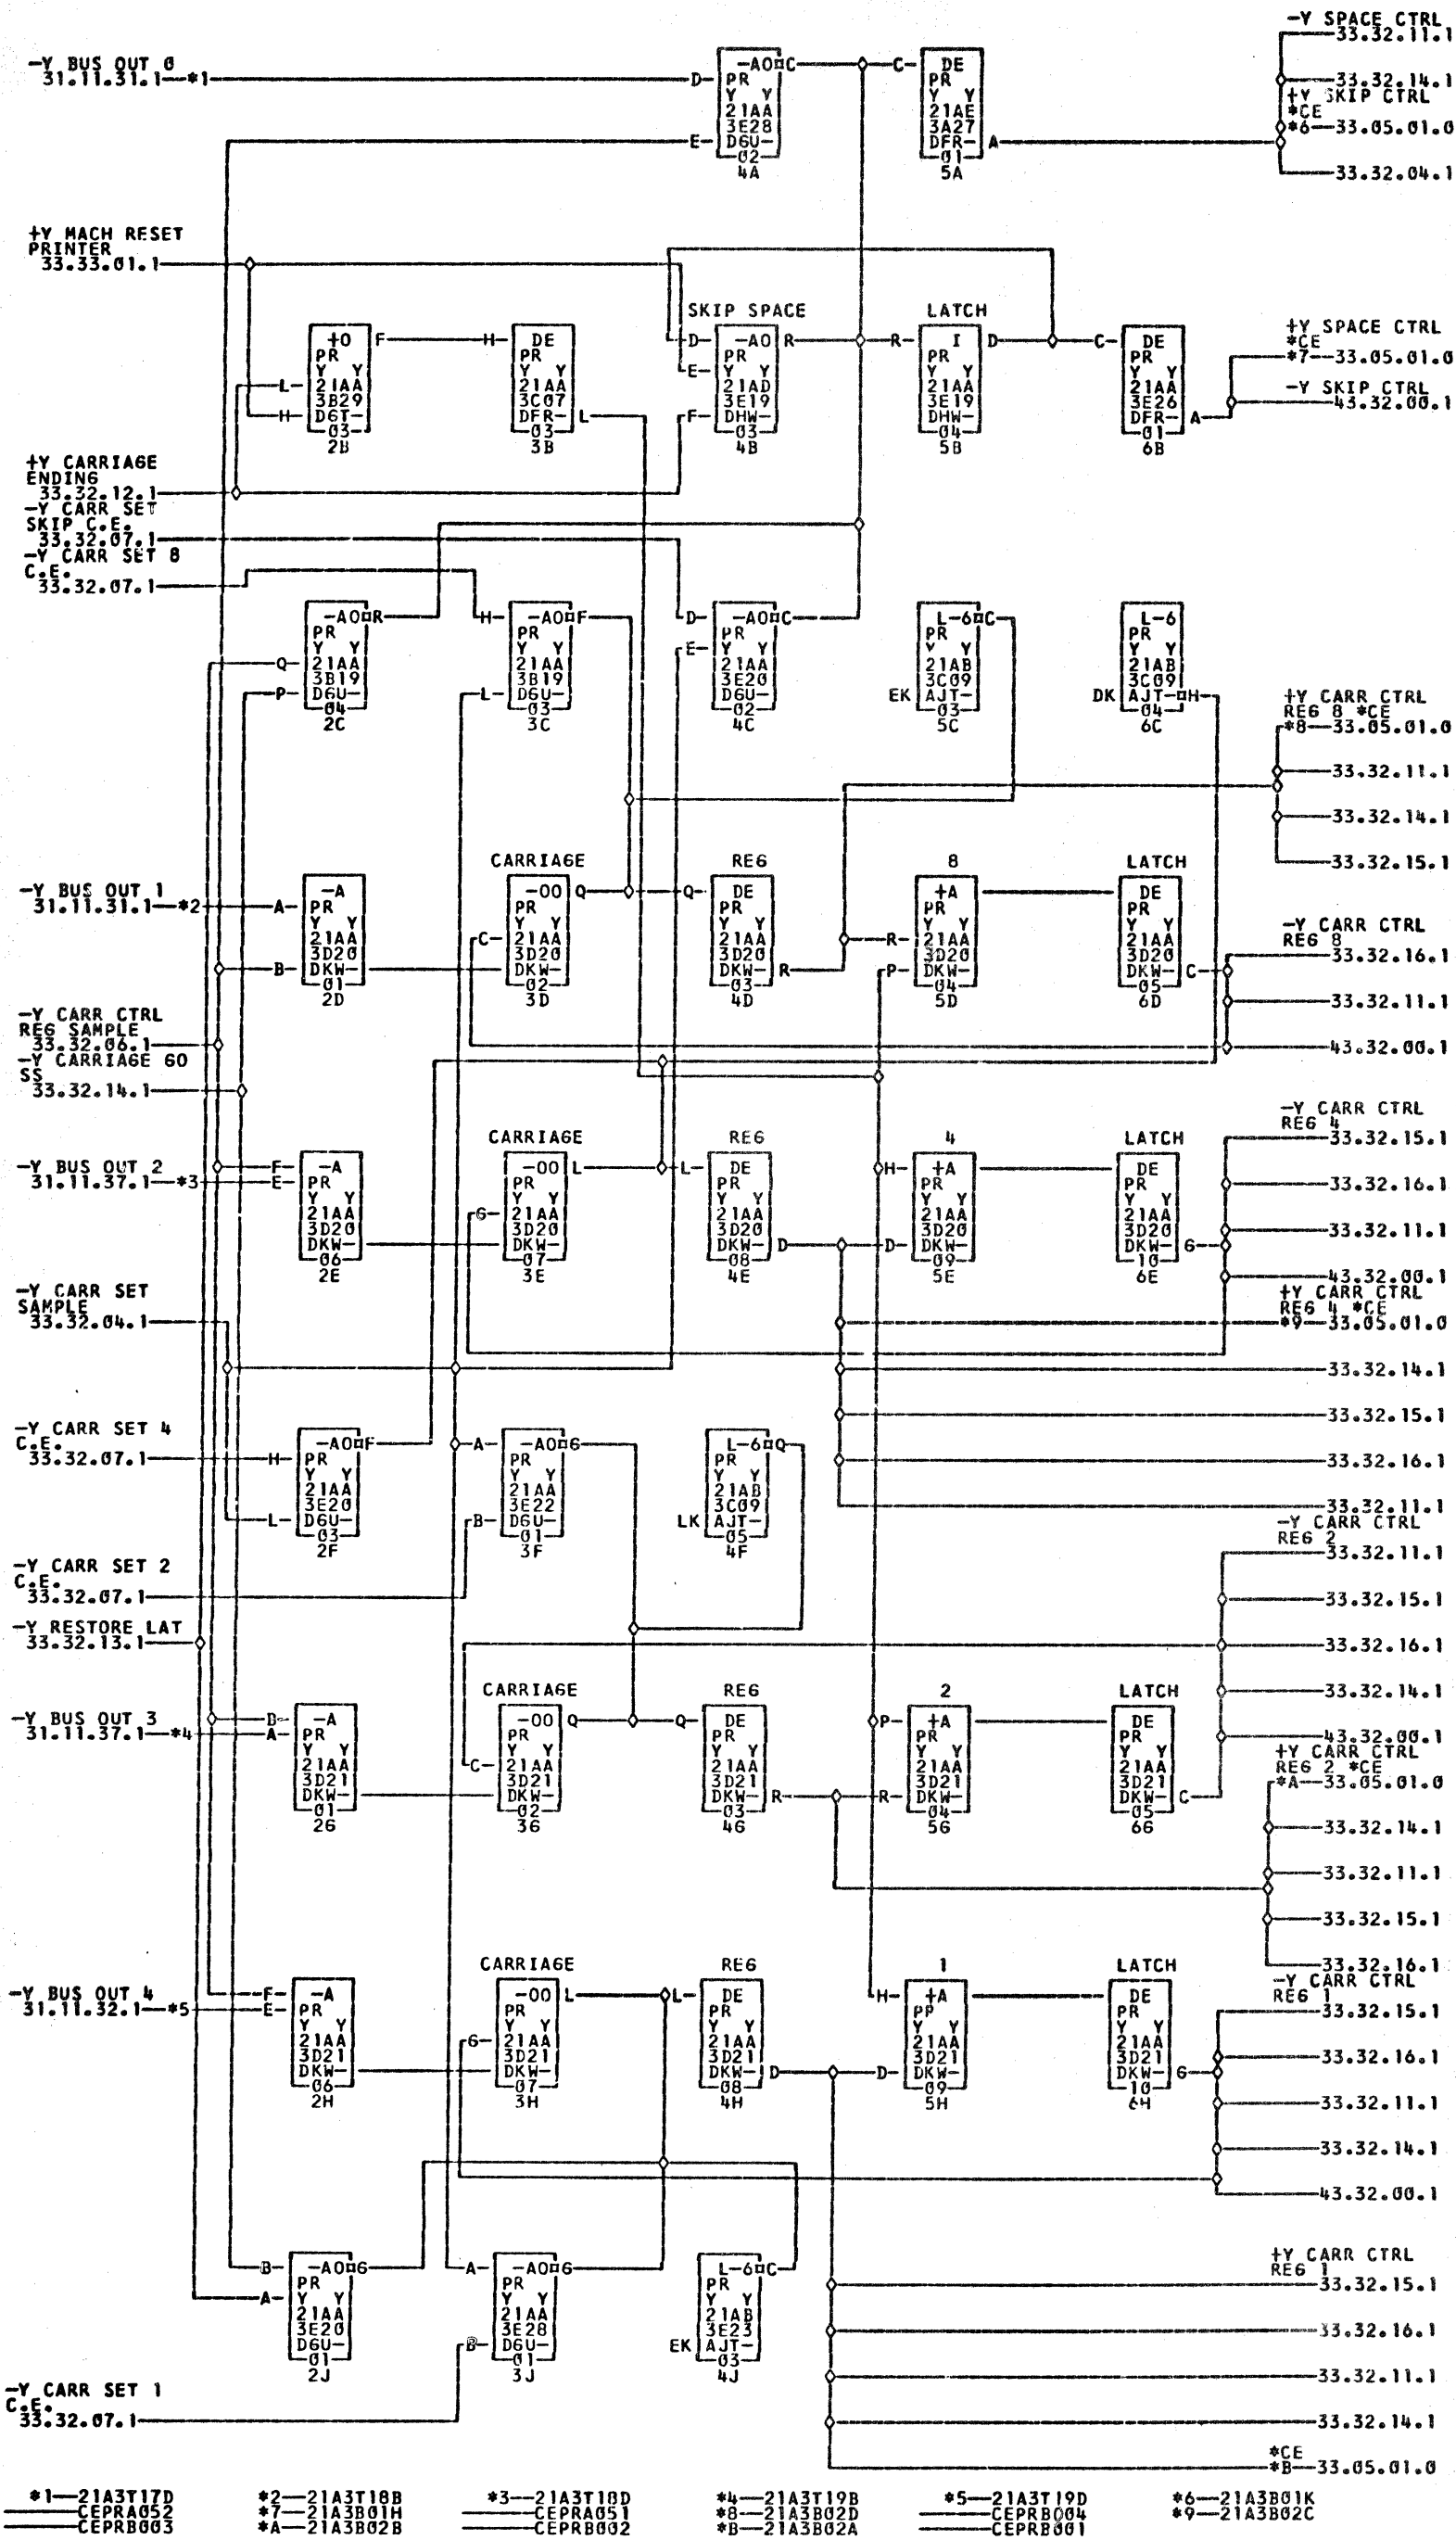 -Y SPACE CTRL
33.32.11.1
-Y BUS OUT 0
31.11.31.1—*1
33.32.14.1
+Y SKIP CTRL
*CE
*6—33.05.01.0
33.32.04.1
D E -AO C
PR
Y Y
21AA
3E28
DGU-
02
4A
C DE
PR
Y Y
21AE
3A27
DFR- A
01
5A
+Y MACH RESET
PRINTER
33.33.01.1
+O F
PR
Y Y
L 21AA
3B29
H DGT-
03
2B
H DE
PR
Y Y
21AA
3C07
DFR- L
03
3B
SKIP SPACE
D -AO R
PR
E Y Y
21AD
3E19
F DHW-
03
4B
LATCH
R I D
PR
Y Y
21AA
3E19
DHW-
04
5B
C DE
PR
Y Y
21AA
3E26
DFR- A
01
6B
+Y SPACE CTRL
*CE
*7—33.05.01.0
-Y SKIP CTRL
43.32.00.1
+Y CARRIAGE
ENDING
33.32.12.1
-Y CARR SET
SKIP C.E.
33.32.07.1
-Y CARR SET 8
C.E.
33.32.07.1
-AO R
PR
Y Y
Q 21AA
3B19
P DGU-
04
2C
H -AO F
PR
Y Y
21AA
3B19
L DGU-
03
3C
D -AO C
PR
E Y Y
21AA
3E20
DGU-
02
4C
L-6 C
PR
Y Y
21AB
3C09
EK AJT-
03
5C
L-6
PR
Y Y
21AB
3C09
DK AJT- H
04
6C
+Y CARR CTRL
REG 8 *CE
*8—33.05.01.0
33.32.11.1
33.32.14.1
33.32.15.1
-Y BUS OUT 1
31.11.31.1—*2
A -A
PR
Y Y
21AA
3D20
B DKW-
01
2D
CARRIAGE
-OO Q
PR
Y Y
C 21AA
3D20
DKW-
02
3D
REG
Q DE
PR
Y Y
21AA
3D20
DKW- R
03
4D
8
+A
PR
Y Y
R 21AA
3D20
P DKW-
04
5D
LATCH
DE
PR
Y Y
21AA
3D20
DKW- C
05
6D
-Y CARR CTRL
REG 8
33.32.16.1
33.32.11.1
43.32.00.1
-Y CARR CTRL
REG SAMPLE
33.32.06.1
-Y CARRIAGE GO
SS
33.32.14.1
-Y BUS OUT 2
31.11.37.1—*3
F -A
E PR
Y Y
21AA
3D20
DKW-
06
2E
CARRIAGE
-OO L
PR
Y Y
G 21AA
3D20
DKW-
07
3E
REG
L DE
PR
Y Y
21AA
3D20
DKW- D
08
4E
4
H +A
PR
Y Y
21AA
3D20
D DKW-
09
5E
LATCH
DE
PR
Y Y
21AA
3D20
DKW- G
10
6E
-Y CARR CTRL
REG 4
33.32.15.1
33.32.16.1
33.32.11.1
43.32.00.1
+Y CARR CTRL
REG 4 *CE
*9—33.05.01.0
33.32.14.1
33.32.15.1
33.32.16.1
33.32.11.1
-Y CARR SET
SAMPLE
33.32.04.1
-Y CARR SET 4
C.E.
33.32.07.1
-AO F
H PR
Y Y
21AA
3E20
L DGU-
03
2F
A -AO G
PR
Y Y
21AA
3E22
B DGU-
01
3F
L-6 Q
PR
Y Y
21AB
3C09
LK AJT-
05
4F
-Y CARR SET 2
C.E.
33.32.07.1
-Y RESTORE LAT
33.32.13.1
-Y CARR CTRL
REG 2
33.32.11.1
33.32.15.1
33.32.16.1
33.32.14.1
43.32.00.1
-Y BUS OUT 3
31.11.37.1—*4
B -A
A PR
Y Y
21AA
3D21
DKW-
01
2G
CARRIAGE
-OO Q
PR
Y Y
C 21AA
3D21
DKW-
02
3G
REG
Q DE
PR
Y Y
21AA
3D21
DKW- R
03
4G
2
P +A
PR
Y Y
21AA
3D21
R DKW-
04
5G
LATCH
DE
PR
Y Y
21AA
3D21
DKW- C
05
6G
+Y CARR CTRL
REG 2 *CE
*A—33.05.01.0
33.32.14.1
33.32.11.1
33.32.15.1
33.32.16.1
-Y BUS OUT 4
31.11.32.1—*5
F -A
E PR
Y Y
21AA
3D21
DKW-
06
2H
CARRIAGE
-OO L
PR
Y Y
G 21AA
3D21
DKW-
07
3H
REG
L DE
PR
Y Y
21AA
3D21
DKW- D
08
4H
1
H +A
PR
Y Y
21AA
3D21
D DKW-
09
5H
LATCH
DE
PR
Y Y
21AA
3D21
DKW- G
10
6H
-Y CARR CTRL
REG 1
33.32.15.1
33.32.16.1
33.32.11.1
33.32.14.1
43.32.00.1
B -AO G
PR
A Y Y
21AA
3E20
DGU-
01
2J
A -AO G
PR
Y Y
21AA
3E28
B DGU-
01
3J
L-6 C
PR
Y Y
21AB
3E23
EK AJT-
03
4J
+Y CARR CTRL
REG 1
33.32.15.1
33.32.16.1
33.32.11.1
33.32.14.1
*CE
*B—33.05.01.0
-Y CARR SET 1
C.E.
33.32.07.1
*1—21A3T17D *2—21A3T18B *3—21A3T18D *4—21A3T19B *5—21A3T19D *6—21A3B01K
CEPRA052 *7—21A3B01H CEPRA051 *8—21A3B02D CEPRB004 *9—21A3B02C
CEPRB003 *A—21A3B02B CEPRB002 *B—21A3B02A CEPRB001